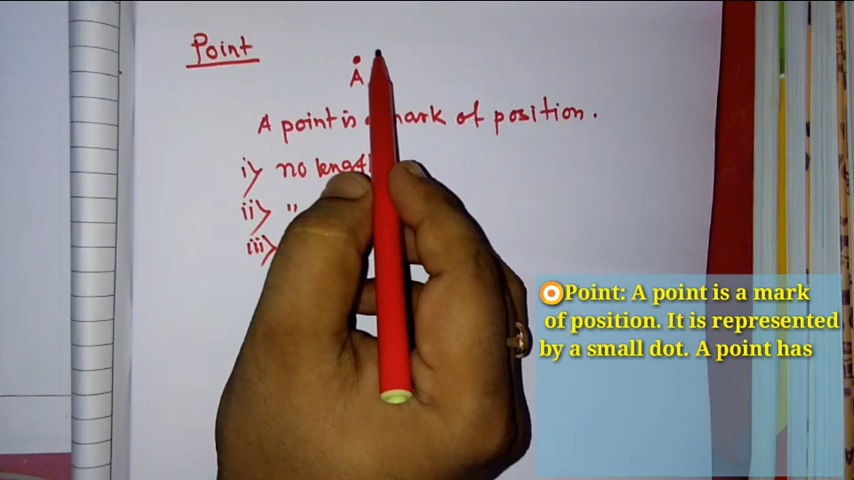 Point
A
A point is mark of position.
i) no length
ii) "
iii)
Point: A point is a mark
of position. It is represented
by a small dot. A point has